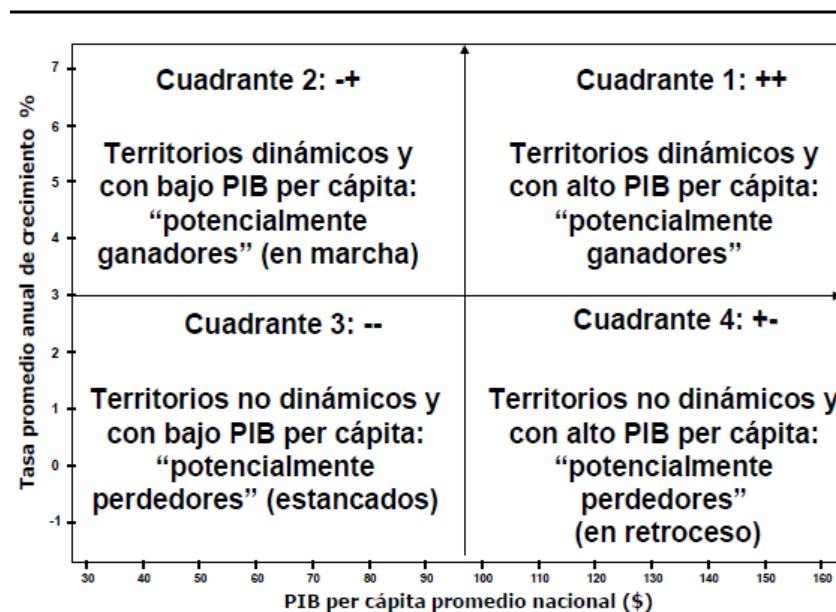 Tasa promedio anual de crecimiento %
7
6
5
4
3
2
1
0
-1
Cuadrante 2: -+
Territorios dinámicos y
con bajo PIB per cápita:
“potencialmente
ganadores” (en marcha)
Cuadrante 1: ++
Territorios dinámicos y
con alto PIB per cápita:
“potencialmente
ganadores”
Cuadrante 3: --
Territorios no dinámicos y
con bajo PIB per cápita:
“potencialmente
perdedores” (estancados)
Cuadrante 4: +-
Territorios no dinámicos y
con alto PIB per cápita:
“potencialmente
perdedores”
(en retroceso)
30 40 50 60 70 80 90 100 110 120 130 140 150 160
PIB per cápita promedio nacional ($)